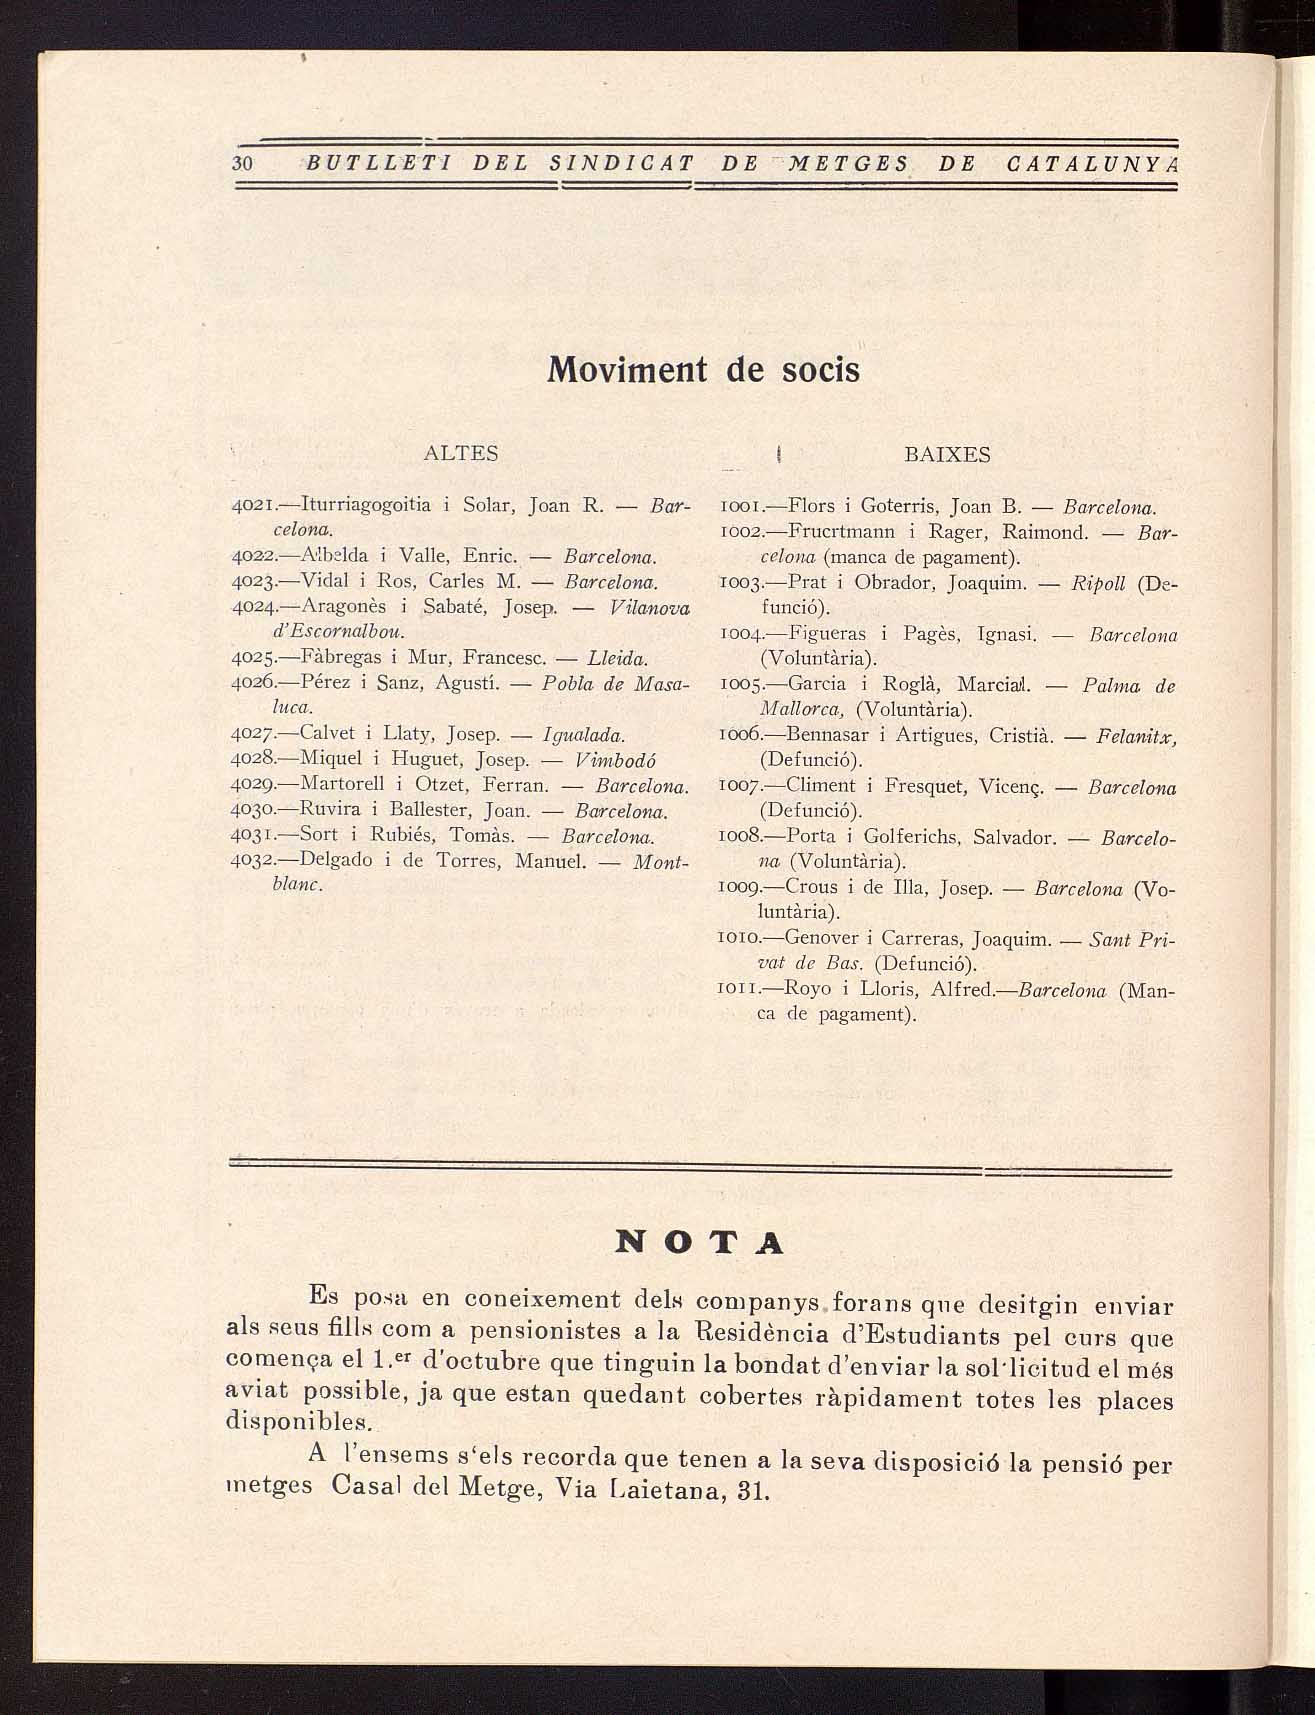 30 BUTLLETI DEL SINDICAT DE METGES DE CATALUNYA
Moviment de socis
ALTES
4021.—Iturriagogoitia i Solar, Joan R. — Bar-
celona.
4022.—Albelda i Valle, Enric. — Barcelona.
4023.—Vidal i Ros, Carles M. — Barcelona.
4024.—Aragonès i Sabaté, Josep. — Vilanova
d'Escornalbou.
4025.—Fàbregas i Mur, Francesc. — Lleida.
4026.—Pérez i Sanz, Agustí. — Pobla de Masa-
luca.
4027.—Calvet i Llaty, Josep. — Igualada.
4028.—Miquel i Huguet, Josep. — Vimbodó
4029.—Martorell i Otzet, Ferran. — Barcelona.
4030.—Ruvira i Ballester, Joan. — Barcelona.
4031.—Sort i Rubiés, Tomàs. — Barcelona.
4032.—Delgado i de Torres, Manuel. — Mont-
blanc.
BAIXES
1001.—Flors i Goterris, Joan B. — Barcelona.
1002.—Frucrtmann i Rager, Raimond. — Bar-
celona (manca de pagament).
1003.—Prat i Obrador, Joaquim. — Ripoll (De-
funció).
1004.—Figueras i Pagès, Ignasi. — Barcelona
(Voluntària).
1005.—Garcia i Roglà, Marcial. — Palma de
Mallorca, (Voluntària).
1006.—Bennasar i Artigues, Cristià. — Felanitx,
(Defunció).
1007.—Climent i Fresquet, Vicenç. — Barcelona
(Defunció).
1008.—Porta i Golferichs, Salvador. — Barcelo-
na (Voluntària).
1009.—Crous i de Illa, Josep. — Barcelona (Vo-
luntària).
1010.—Genover i Carreras, Joaquim. — Sant Pri-
vat de Bas. (Defunció).
1011.—Royo i Lloris, Alfred.—Barcelona (Man-
ca de pagament).
NOTA
Es posa en coneixement dels companys forans que desitgin enviar
als seus fills com a pensionistes a la Residència d'Estudiants pel curs que
comença el 1.er d'octubre que tinguin la bondat d'enviar la sol·licitud el més
aviat possible, ja que estan quedant cobertes ràpidament totes les places
disponibles.
A l'ensems s'els recorda que tenen a la seva disposició la pensió per
metges Casal del Metge, Via Laietana, 31.